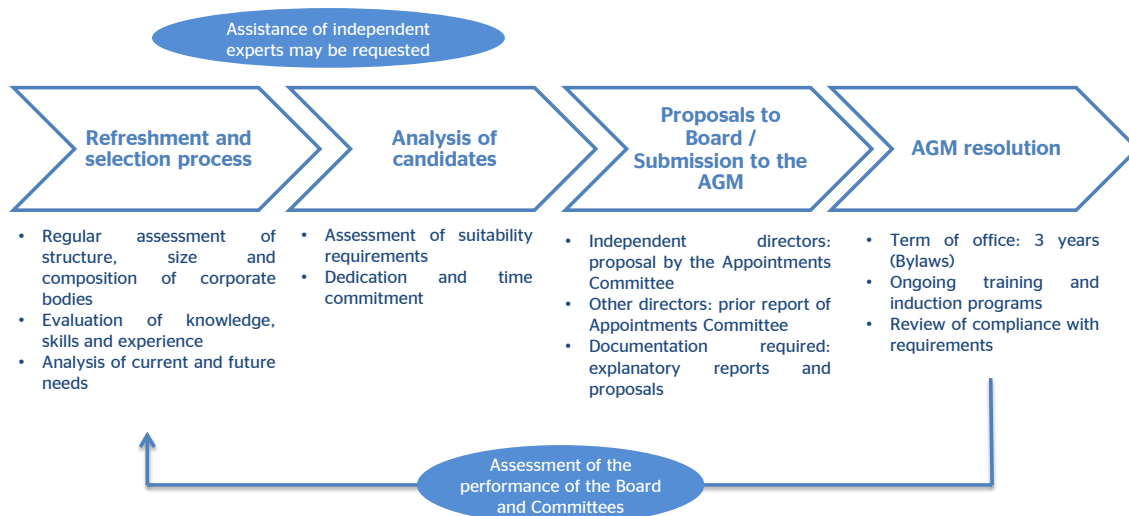 Assistance of independent
experts may be requested
Refreshment and
selection process
Analysis of
candidates
Proposals to
Board /
Submission to the
AGM
AGM resolution
• Regular assessment of
structure, size and
composition of corporate
bodies
• Evaluation of knowledge,
skills and experience
• Analysis of current and future
needs
• Assessment of suitability
requirements
• Dedication and time
commitment
• Independent directors:
proposal by the Appointments
Committee
• Other directors: prior report of
Appointments Committee
• Documentation required:
explanatory reports and
proposals
• Term of office: 3 years
(Bylaws)
• Ongoing training and
induction programs
• Review of compliance with
requirements
Assessment of the
performance of the Board
and Committees